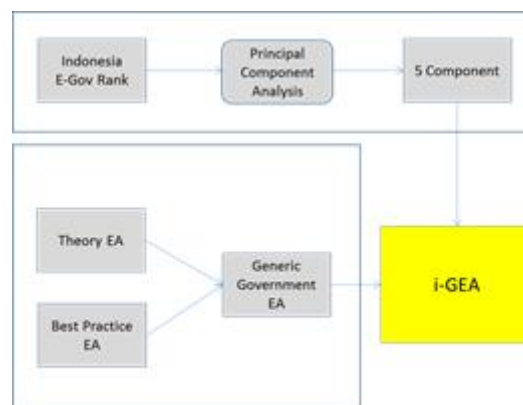 Indonesia
E-Gov Rank
Principal
Component
Analysis
5 Component
Theory EA
Best Practice
EA
Generic
Government
EA
i-GEA